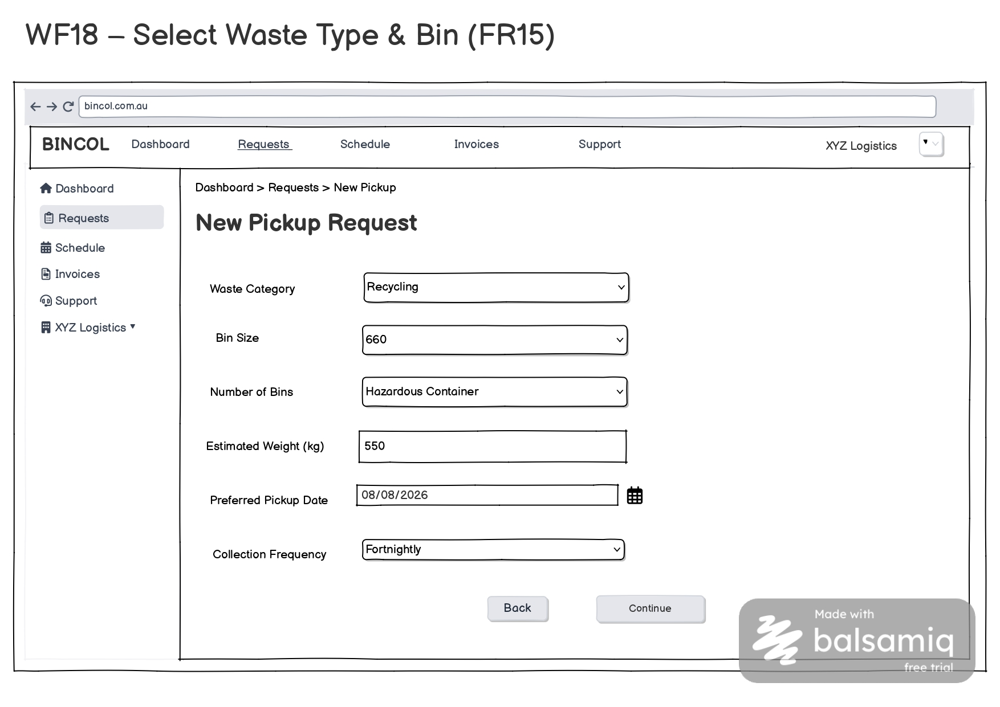 WF18 – Select Waste Type & Bin (FR15)
bincol.com.au
BINCOL Dashboard Requests Schedule Invoices Support XYZ Logistics ▼
Dashboard
Requests
Schedule
Invoices
Support
XYZ Logistics ▼
Dashboard > Requests > New Pickup
New Pickup Request
Waste Category Recycling
Bin Size 660
Number of Bins Hazardous Container
Estimated Weight (kg) 550
Preferred Pickup Date 08/08/2026
Collection Frequency Fortnightly
Back Continue
Made with
balsamiq
free trial